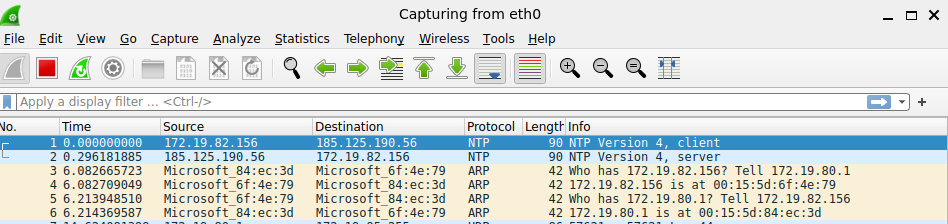 Capturing from eth0
File Edit View Go Capture Analyze Statistics Telephony Wireless Tools Help
Apply a display filter ... <Ctrl-/>
No. Time Source Destination Protocol Length Info
1 0.000000000 172.19.82.156 185.125.190.56 NTP 90 NTP Version 4, client
2 0.296181885 185.125.190.56 172.19.82.156 NTP 90 NTP Version 4, server
3 6.082665723 Microsoft_84:ec:3d Microsoft_6f:4e:79 ARP 42 Who has 172.19.82.156? Tell 172.19.80.1
4 6.082709049 Microsoft_6f:4e:79 Microsoft_84:ec:3d ARP 42 172.19.82.156 is at 00:15:5d:6f:4e:79
5 6.213948510 Microsoft_6f:4e:79 Microsoft_84:ec:3d ARP 42 Who has 172.19.80.1? Tell 172.19.82.156
6 6.214369587 Microsoft_84:ec:3d Microsoft_6f:4e:79 ARP 42 172.19.80.1 is at 00:15:5d:84:ec:3d